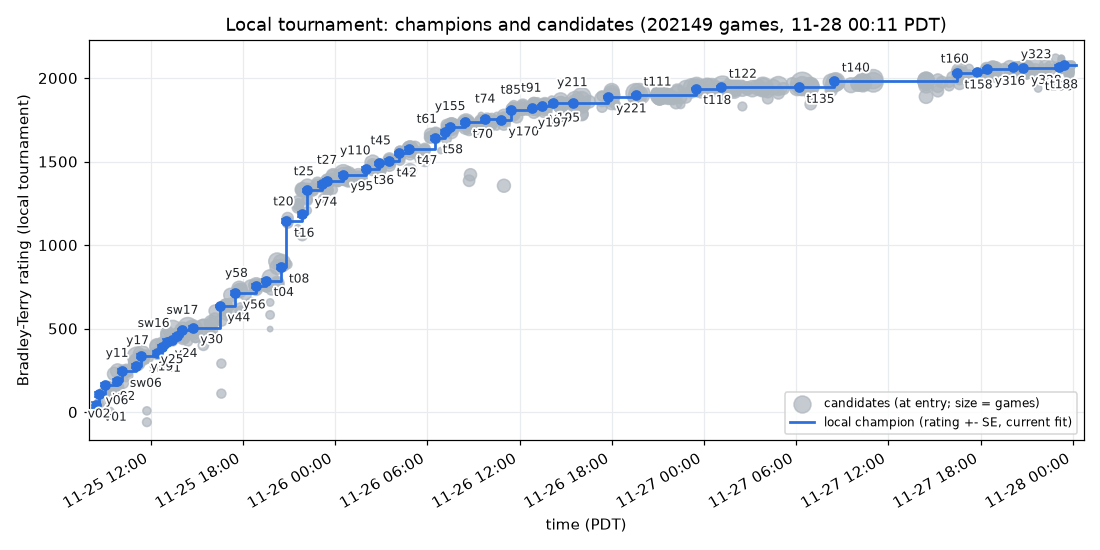 Local tournament: champions and candidates (202149 games, 11-28 00:11 PDT)
Bradley-Terry rating (local tournament)
2000
1500
1000
500
0
v02
y06
y11
sw06
y17
y25
y24
sw16
sw17
y30
y44
y58
y56
t04
t08
t20
t16
t25
y74
t27
y95
y110
t36
t45
t42
t47
t61
t58
y155
t70
t74
y170
t85
t91
y197
y211
y221
t111
t118
t122
t135
t140
t160
t158
y316
y323
t188
candidates (at entry; size = games)
local champion (rating +- SE, current fit)
11-25 12:00
11-25 18:00
11-26 00:00
11-26 06:00
11-26 12:00
11-26 18:00
11-27 00:00
11-27 06:00
11-27 12:00
11-27 18:00
11-28 00:00
time (PDT)